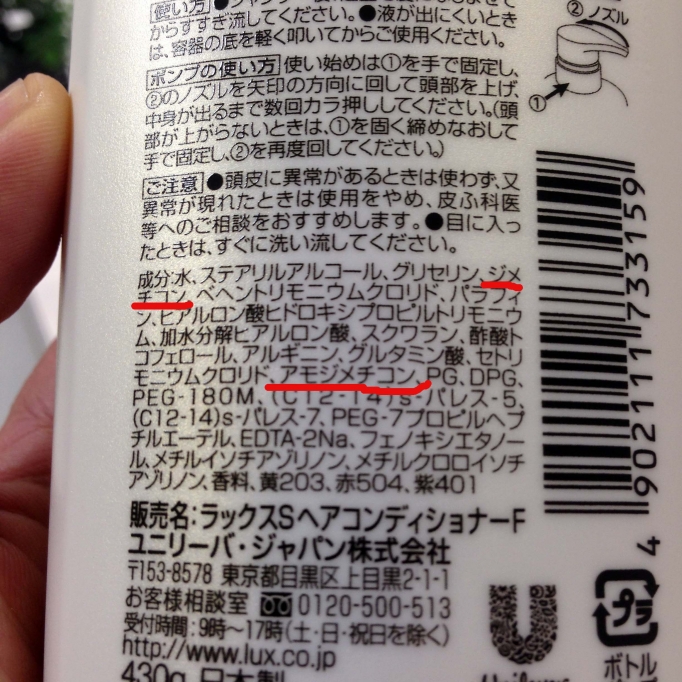 使い方
からすすぎ流してください。●液が出にくいとき
は、容器の底を軽く叩いてからご使用ください。
② ノズル
ポンプの使い方 使い始めは①を手で固定し、
②のノズルを矢印の方向に回して頭部を上げ、
中身が出るまで数回カラ押ししてください。(頭
部が上がらないときは、①を固く締めなおして
手で固定し、②を再度回してください。)
①
ご注意 ●頭皮に異常があるときは使わず、又
異常が現れたときは使用をやめ、皮ふ科医
等へのご相談をおすすめします。●目に入っ
たときは、すぐに洗い流してください。
成分:水、ステアリルアルコール、グリセリン、ジメ
チコン、ベヘントリモニウムクロリド、パラフィ
ン、ヒアルロン酸ヒドロキシプロピルトリモニウ
ム、加水分解ヒアルロン酸、スクワラン、酢酸ト
コフェロール、アルギニン、グルタミン酸、セトリ
モニウムクロリド、アモジメチコン、PG、DPG、
PEG-180M、(C12-14)s-パレス-5、
(C12-14)s-パレス-7、PEG-7プロピルヘプ
チルエーテル、EDTA-2Na、フェノキシエタノー
ル、メチルイソチアゾリノン、メチルクロロイソチ
アゾリノン、香料、黄203、赤504、紫401
4 902111 733159
販売名:ラックスSヘアコンディショナーF
ユニリーバ・ジャパン株式会社
〒153-8578 東京都目黒区上目黒2-1-1
お客様相談室 0120-500-513
受付時間:9時~17時(土・日・祝日を除く)
http://www.lux.co.jp
430g 日本製
Unilever
プラ
ボトル